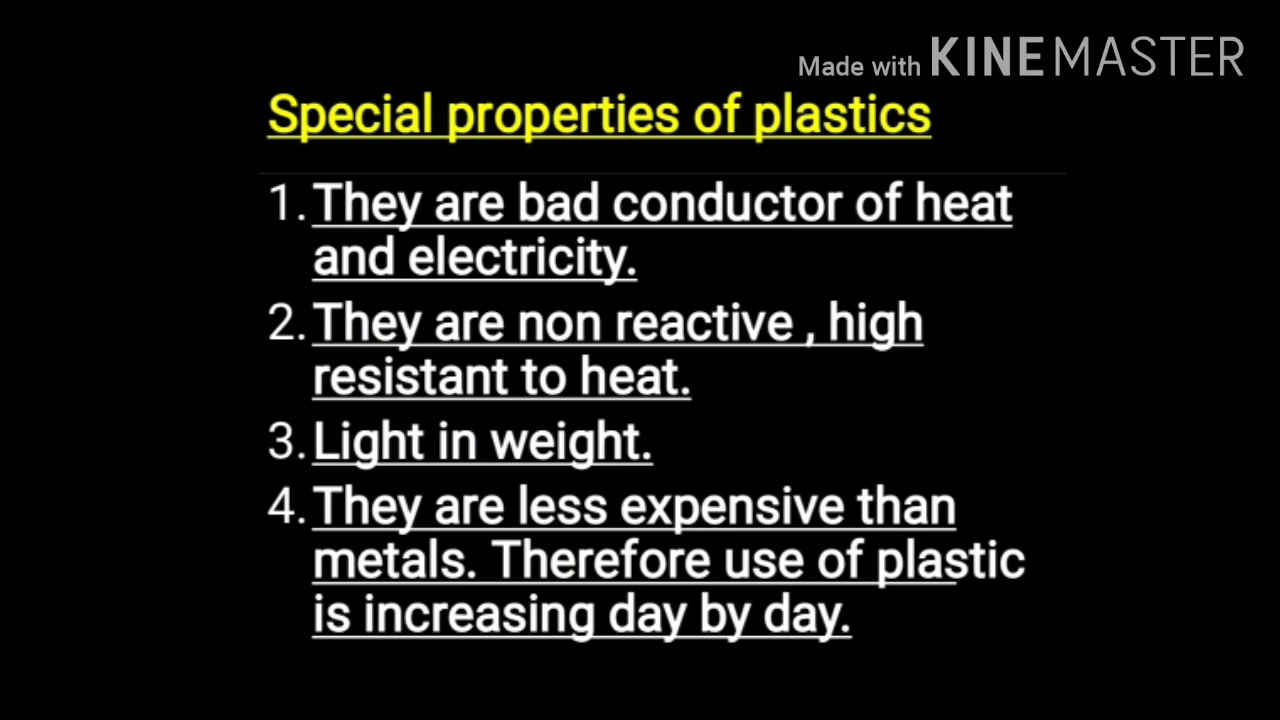 Made with KINEMASTER
Special properties of plastics
1. They are bad conductor of heat
and electricity.
2. They are non reactive , high
resistant to heat.
3. Light in weight.
4. They are less expensive than
metals. Therefore use of plastic
is increasing day by day.